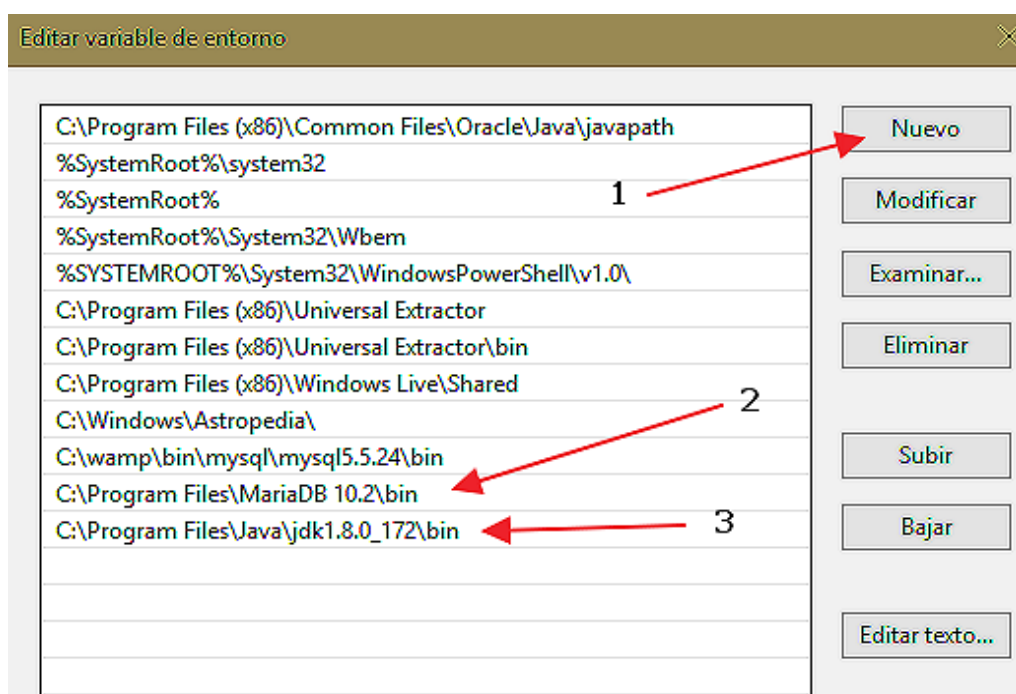 Editar variable de entorno
C:\Program Files (x86)\Common Files\Oracle\Java\javapath
Nuevo
%SystemRoot%\system32
1
%SystemRoot%
Modificar
%SystemRoot%\System32\Wbem
%SYSTEMROOT%\System32\WindowsPowerShell\v1.0\
Examinar...
C:\Program Files (x86)\Universal Extractor
C:\Program Files (x86)\Universal Extractor\bin
Eliminar
C:\Program Files (x86)\Windows Live\Shared
2
C:\Windows\Astropedia\
C:\wamp\bin\mysql\mysql5.5.24\bin
Subir
C:\Program Files\MariaDB 10.2\bin
C:\Program Files\Java\jdk1.8.0_172\bin
3
Bajar
Editar texto...